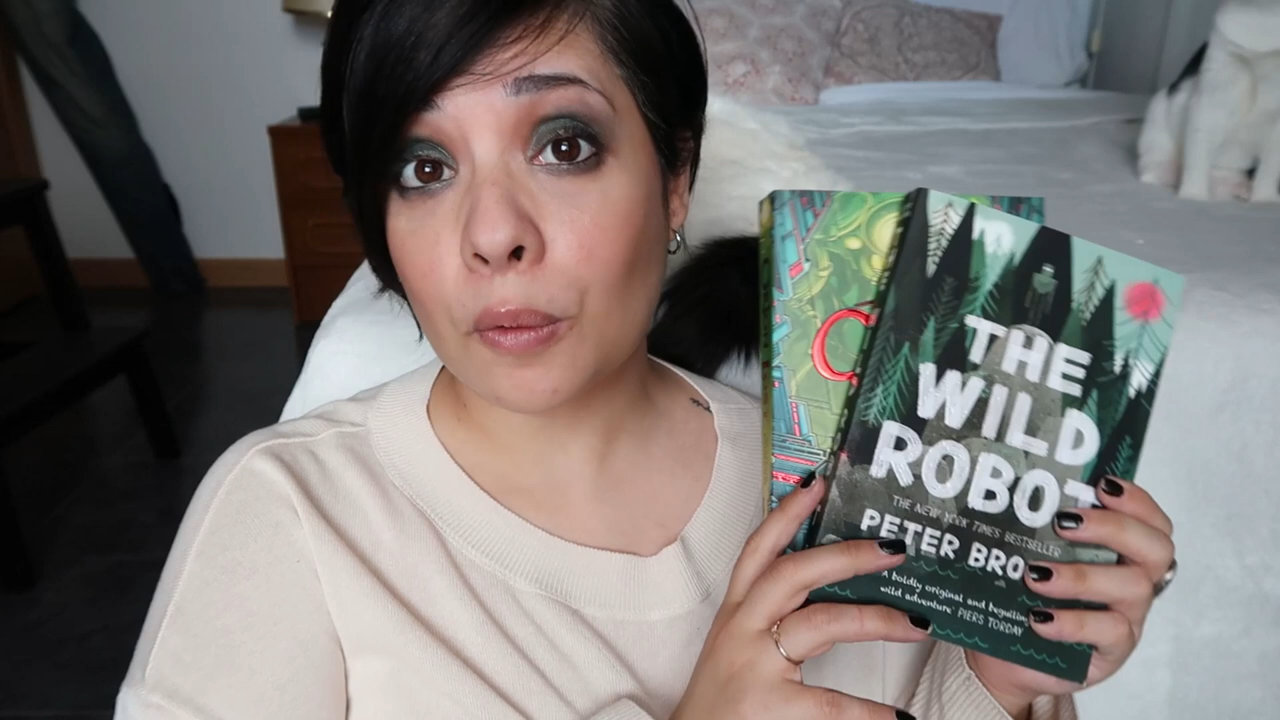 THE
WILD
ROBOT
THE NEW YORK TIMES BESTSELLER
PETER BRO
A boldly original and beguiling
wild adventure' PIERS TORDAY